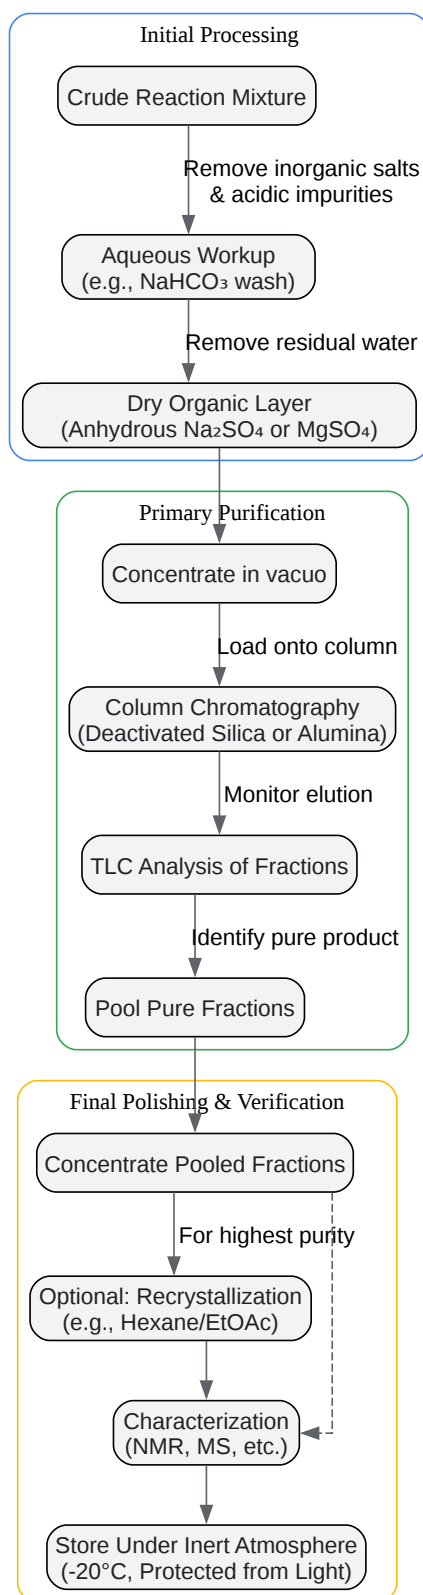 Initial Processing
Crude Reaction Mixture
Remove inorganic salts
& acidic impurities
Aqueous Workup
(e.g., NaHCO₃ wash)
Remove residual water
Dry Organic Layer
(Anhydrous Na₂SO₄ or MgSO₄)
Primary Purification
Concentrate in vacuo
Load onto column
Column Chromatography
(Deactivated Silica or Alumina)
Monitor elution
TLC Analysis of Fractions
Identify pure product
Pool Pure Fractions
Final Polishing & Verification
Concentrate Pooled Fractions
For highest purity
Optional: Recrystallization
(e.g., Hexane/EtOAc)
Characterization
(NMR, MS, etc.)
Store Under Inert Atmosphere
(-20°C, Protected from Light)